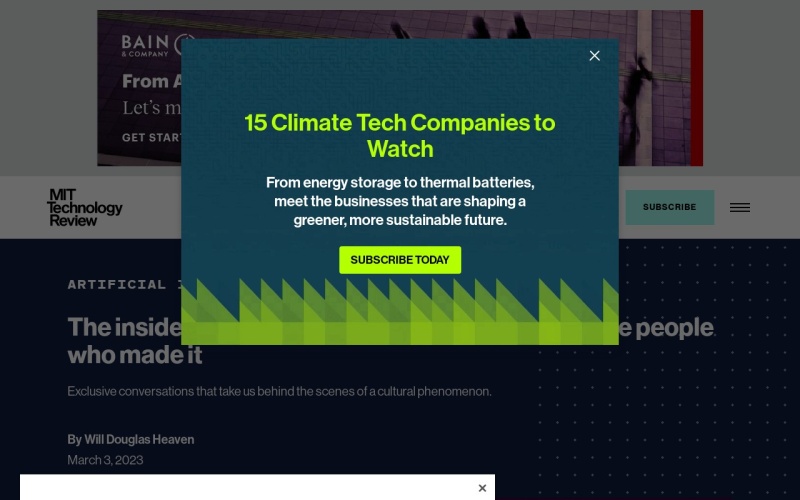 BAIN
& COMPANY
From
Let's
GET
15 Climate Tech Companies to
Watch
From energy storage to thermal batteries,
meet the businesses that are shaping a
greener, more sustainable future.
SUBSCRIBE TODAY
MIT
Technology
Review
SUBSCRIBE
ARTIFICIAL
The inside
people
who made it
Exclusive conversations that take us behind the scenes of a cultural phenomenon.
By Will Douglas Heaven
March 3, 2023